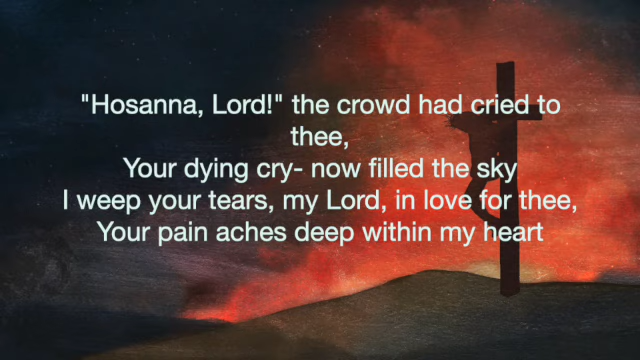 "Hosanna, Lord!" the crowd had cried to
thee,
Your dying cry- now filled the sky
I weep your tears, my Lord, in love for thee,
Your pain aches deep within my heart